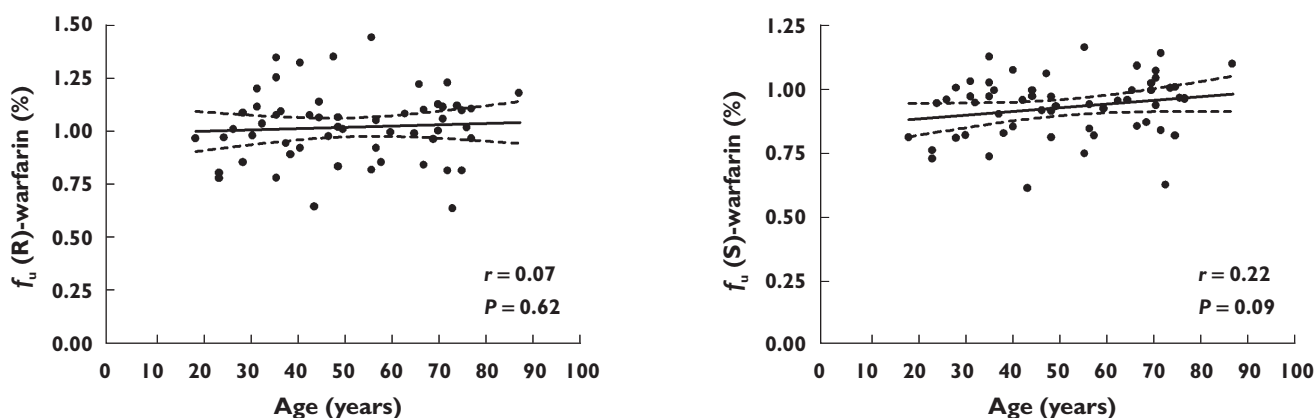 1.50
1.25
1.00
0.75
0.50
0.25
0.00
fu (R)-warfarin (%)
r = 0.07
P = 0.62
0 10 20 30 40 50 60 70 80 90 100
Age (years)
1.25
1.00
0.75
0.50
0.25
0.00
fu (S)-warfarin (%)
r = 0.22
P = 0.09
0 10 20 30 40 50 60 70 80 90 100
Age (years)